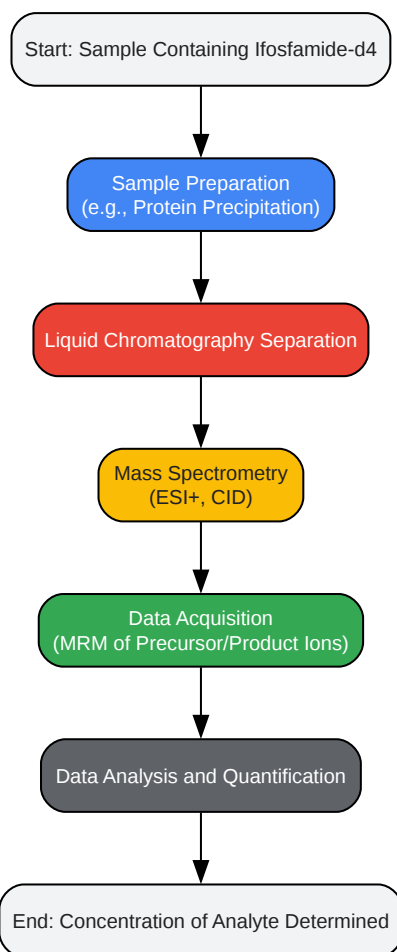 Start: Sample Containing Ifosfamide-d4
Sample Preparation
(e.g., Protein Precipitation)
Liquid Chromatography Separation
Mass Spectrometry
(ESI+, CID)
Data Acquisition
(MRM of Precursor/Product Ions)
Data Analysis and Quantification
End: Concentration of Analyte Determined